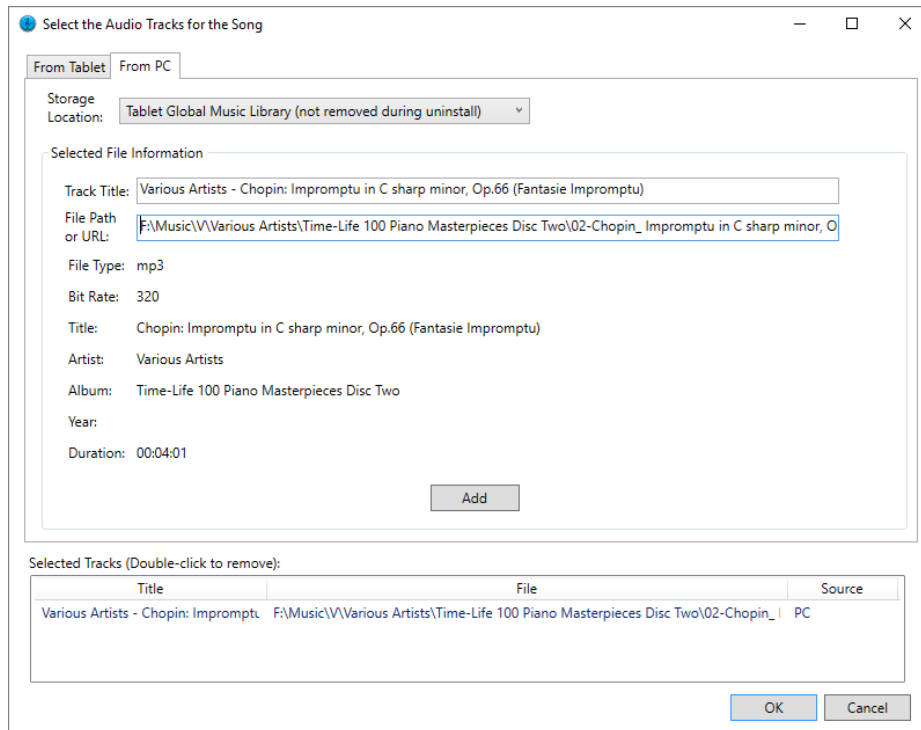 Select the Audio Tracks for the Song
From Tablet From PC
Storage
Location:
Tablet Global Music Library (not removed during uninstall)
Selected File Information
Track Title: Various Artists - Chopin: Impromptu in C sharp minor, Op.66 (Fantasie Impromptu)
File Path
or URL:
F:\Music\V\Various Artists\Time-Life 100 Piano Masterpieces Disc Two\02-Chopin_ Impromptu in C sharp minor, O
File Type: mp3
Bit Rate: 320
Title: Chopin: Impromptu in C sharp minor, Op.66 (Fantasie Impromptu)
Artist: Various Artists
Album: Time-Life 100 Piano Masterpieces Disc Two
Year:
Duration: 00:04:01
Add
Selected Tracks (Double-click to remove):
Title File Source
Various Artists - Chopin: Impromptu F:\Music\V\Various Artists\Time-Life 100 Piano Masterpieces Disc Two\02-Chopin_ PC
OK Cancel